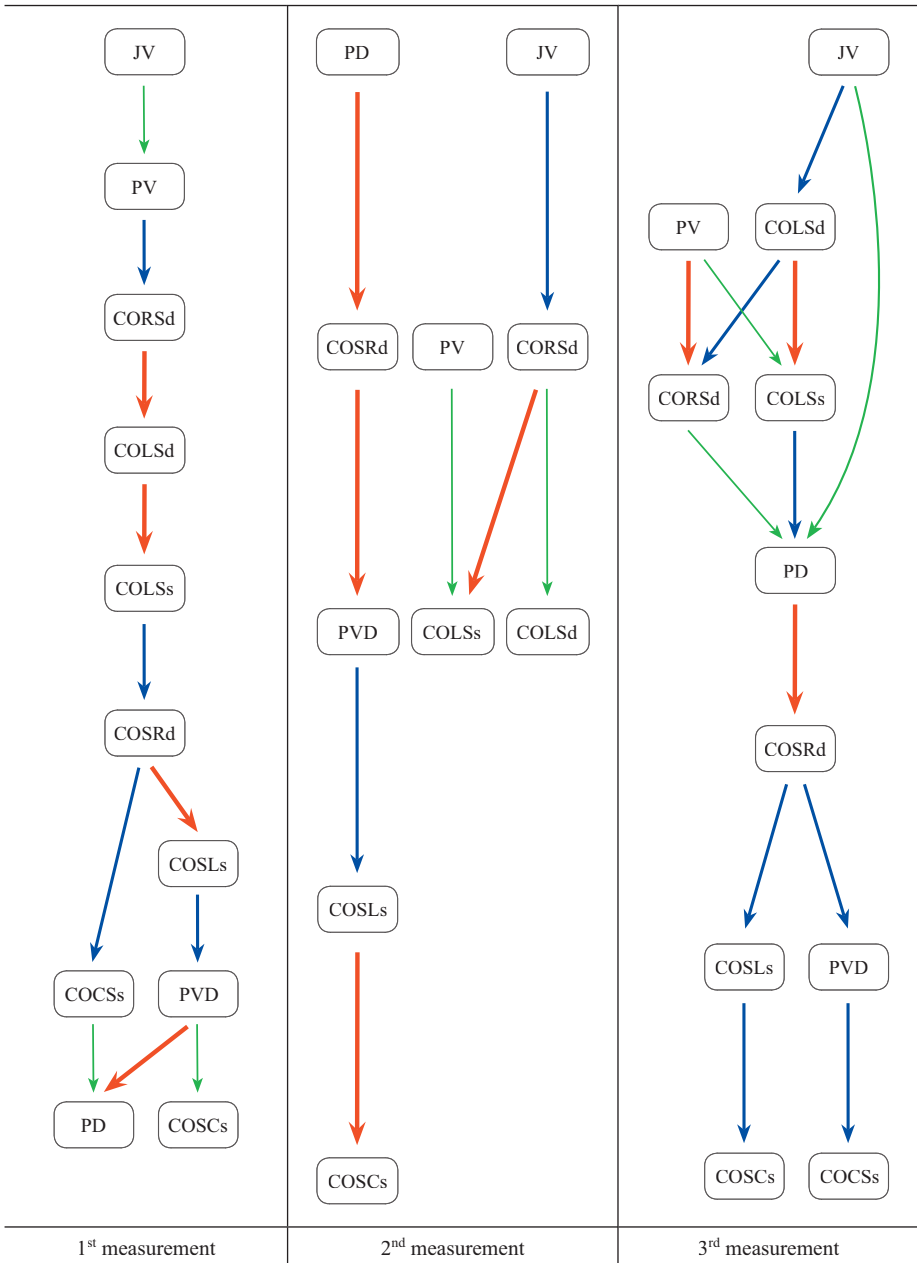 JV
PV
CORSd
COLSd
COLSs
COSRd
COSLs
COCSs PVD
PD COSCs
1st measurement
PD JV
COSRd PV CORSd
PVD COLSs COLSd
COSLs
COSCs
2nd measurement
JV
PV COLSd
CORSd COLSs
PD
COSRd
COSLs PVD
COSCs COCSs
3rd measurement